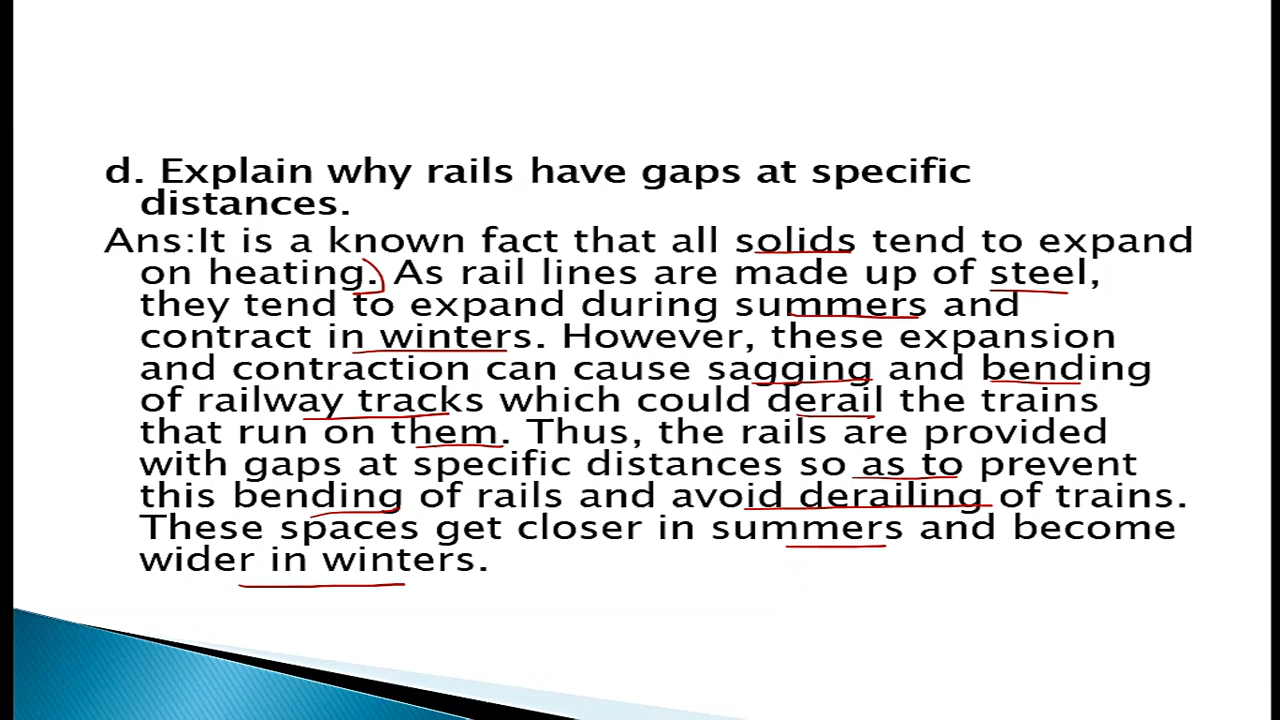 d. Explain why rails have gaps at specific
distances.
Ans:It is a known fact that all solids tend to expand
on heating. As rail lines are made up of steel,
they tend to expand during summers and
contract in winters. However, these expansion
and contraction can cause sagging and bending
of railway tracks which could derail the trains
that run on them. Thus, the rails are provided
with gaps at specific distances so as to prevent
this bending of rails and avoid derailing of trains.
These spaces get closer in summers and become
wider in winters.